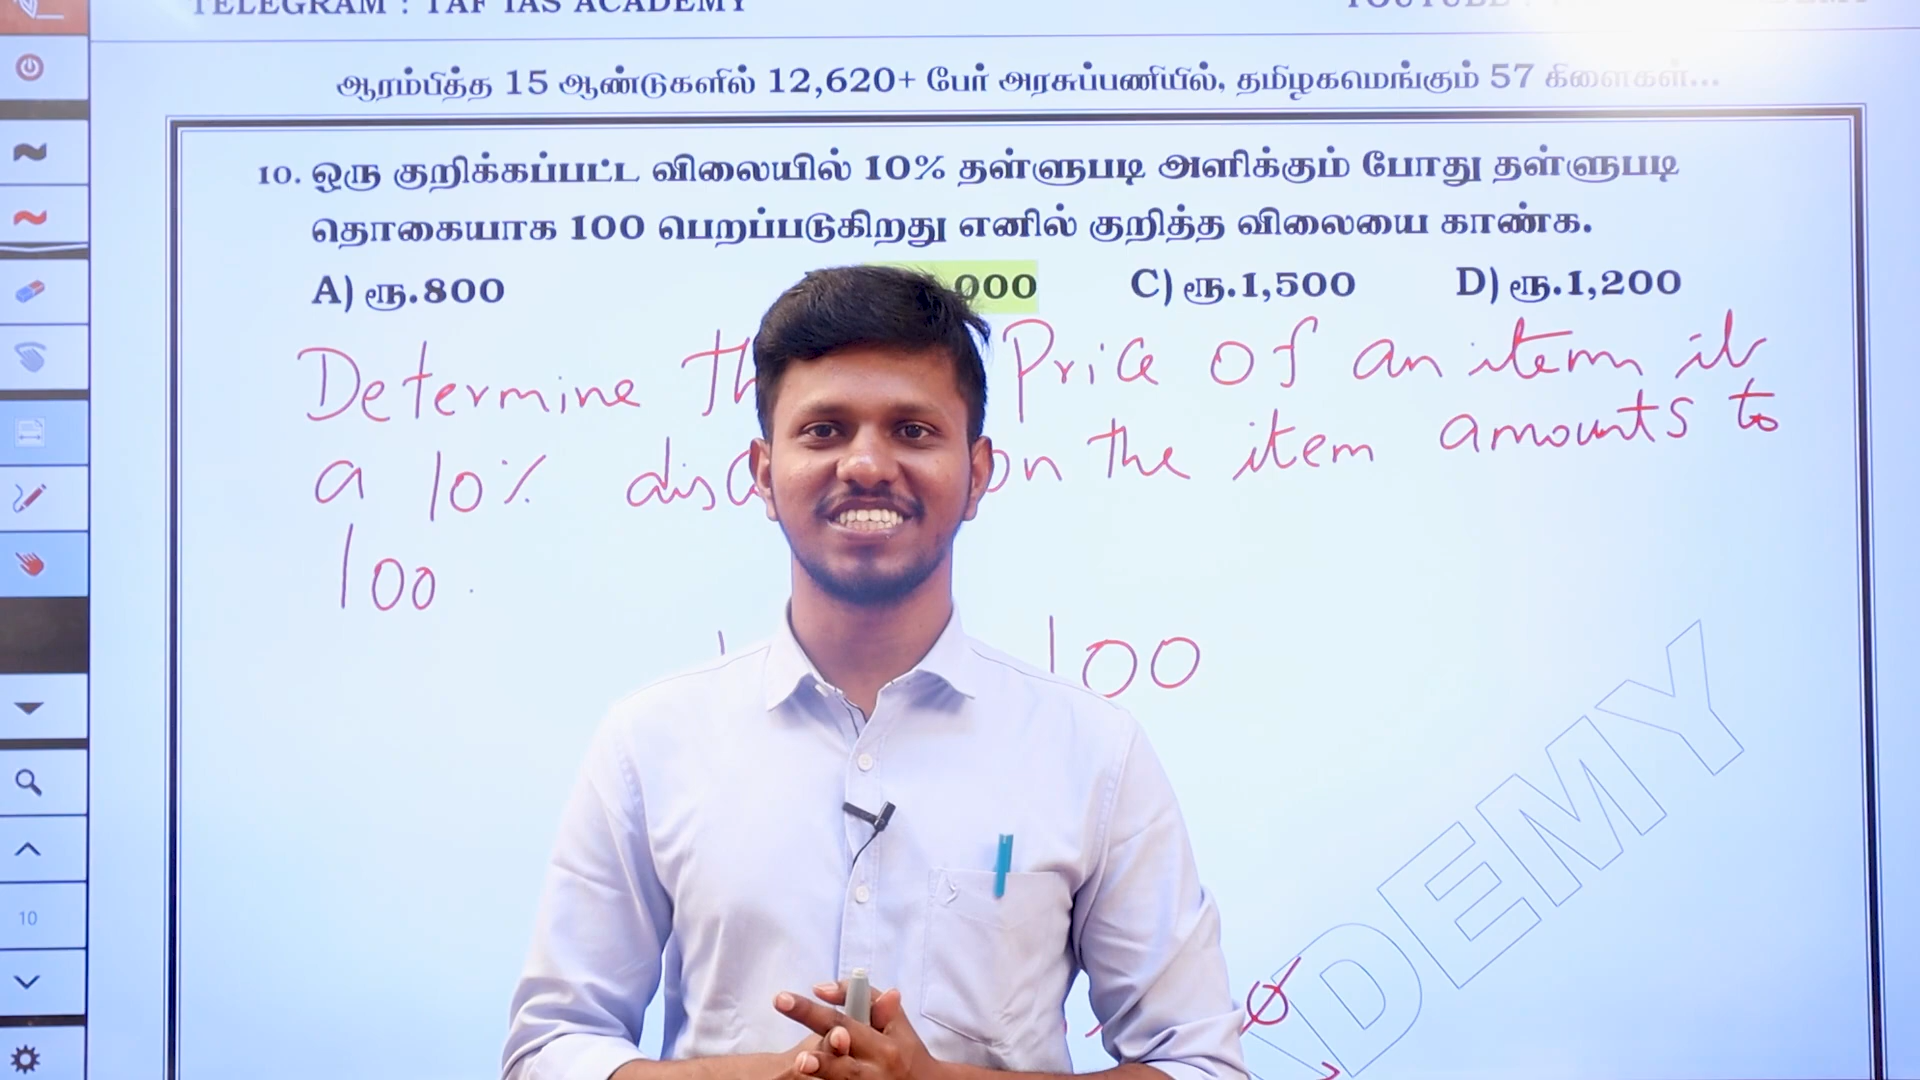 TELEGRAM : TAF IAS ACADEMY
ஆரம்பித்த 15 ஆண்டுகளில் 12,620+ பேர் அரசுப்பணியில், தமிழகமெங்கும் 57 கிளைகள்...
10. ஒரு குறிக்கப்பட்ட விலையில் 10% தள்ளுபடி அளிக்கும் போது தள்ளுபடி
தொகையாக 100 பெறப்படுகிறது எனில் குறித்த விலையை காண்க.
A) ரூ.800 000 C) ரூ.1,500 D) ரூ.1,200
Determine Price of an item if
a 10% on the item amounts to
100.
100
10